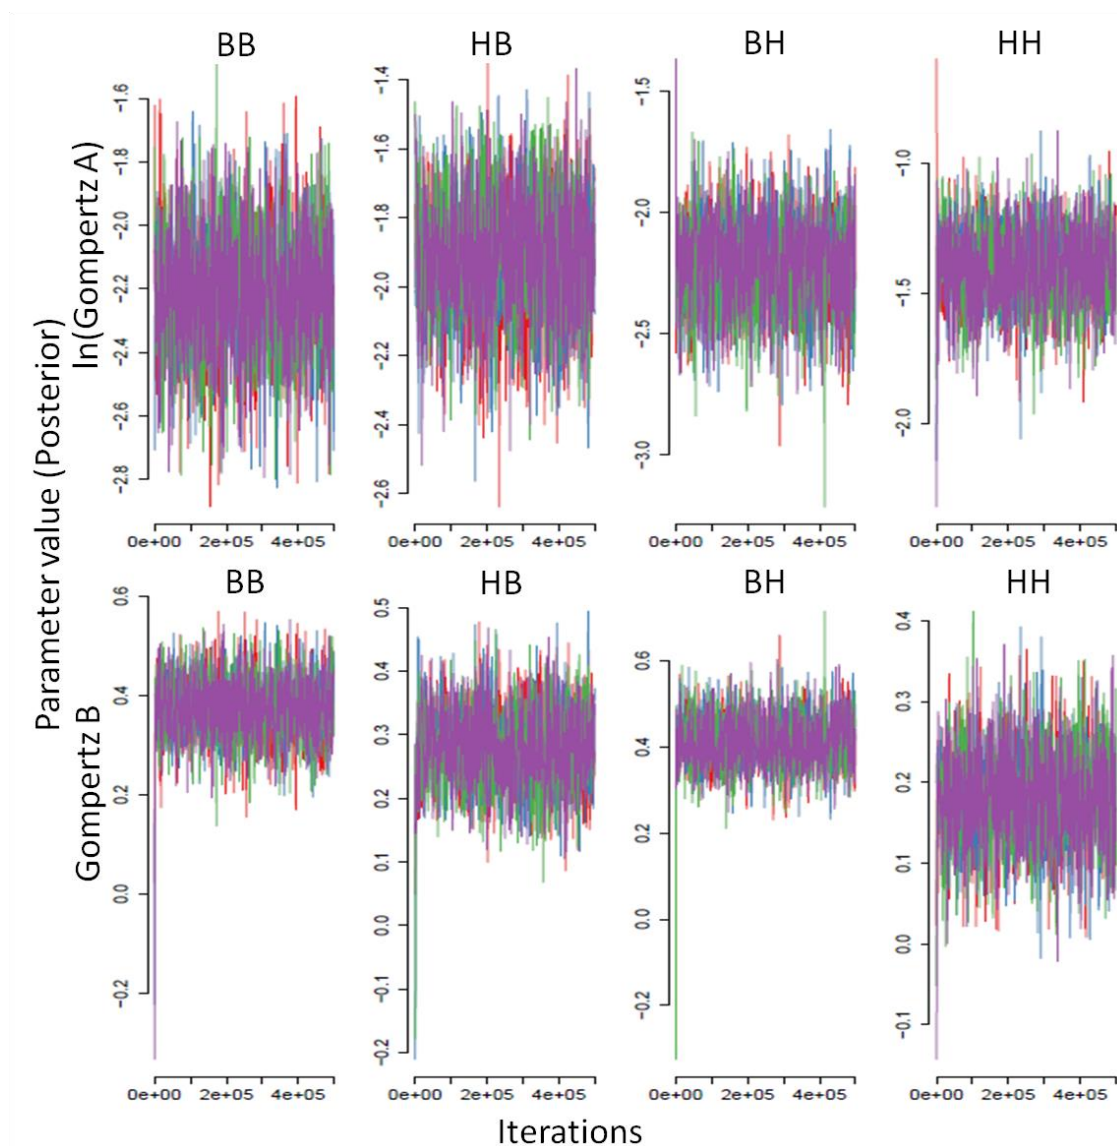 BB HB BH HH
Parameter value (Posterior)
ln(Gompertz A)
-1.6 -1.8 -2.0 -2.2 -2.4 -2.6 -2.8
-1.4 -1.6 -1.8 -2.0 -2.2 -2.4 -2.6
-1.5 -2.0 -2.5 -3.0
-1.0 -1.5 -2.0
0e+00 2e+05 4e+05 0e+00 2e+05 4e+05 0e+00 2e+05 4e+05 0e+00 2e+05 4e+05
BB HB BH HH
Gompertz B
0.6 0.4 0.2 0.0 -0.2
0.5 0.4 0.3 0.2 0.1 0.0 -0.1 -0.2
0.6 0.4 0.2 0.0 -0.2
0.4 0.3 0.2 0.1 0.0 -0.1
0e+00 2e+05 4e+05 0e+00 2e+05 4e+05 0e+00 2e+05 4e+05 0e+00 2e+05 4e+05
Iterations